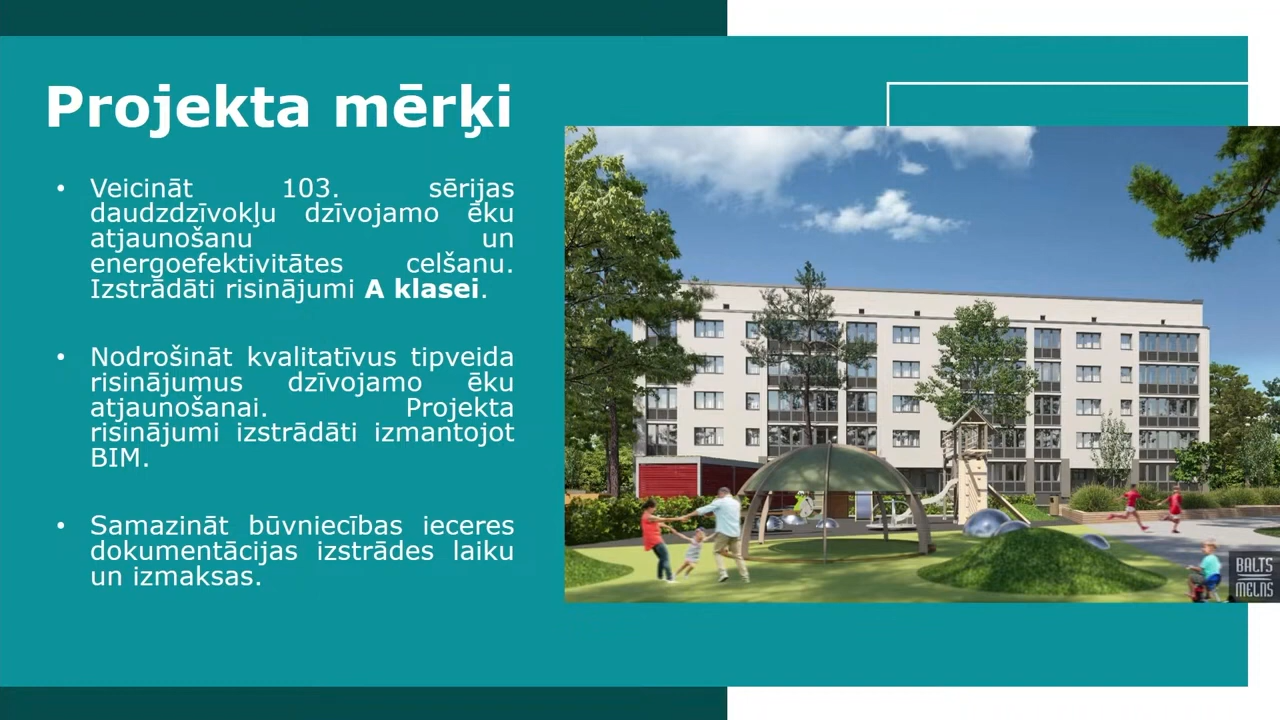 Projekta mērķi
• Veicināt 103. sērijas
daudzdzīvokļu dzīvojamo ēku
atjaunošanu un
energoefektivitātes celšanu.
Izstrādāti risinājumi A klasei.
• Nodrošināt kvalitatīvus tipveida
risinājumus dzīvojamo ēku
atjaunošanai. Projekta
risinājumi izstrādāti izmantojot
BIM.
• Samazināt būvniecības ieceres
dokumentācijas izstrādes laiku
un izmaksas.
BALTS
MELNS